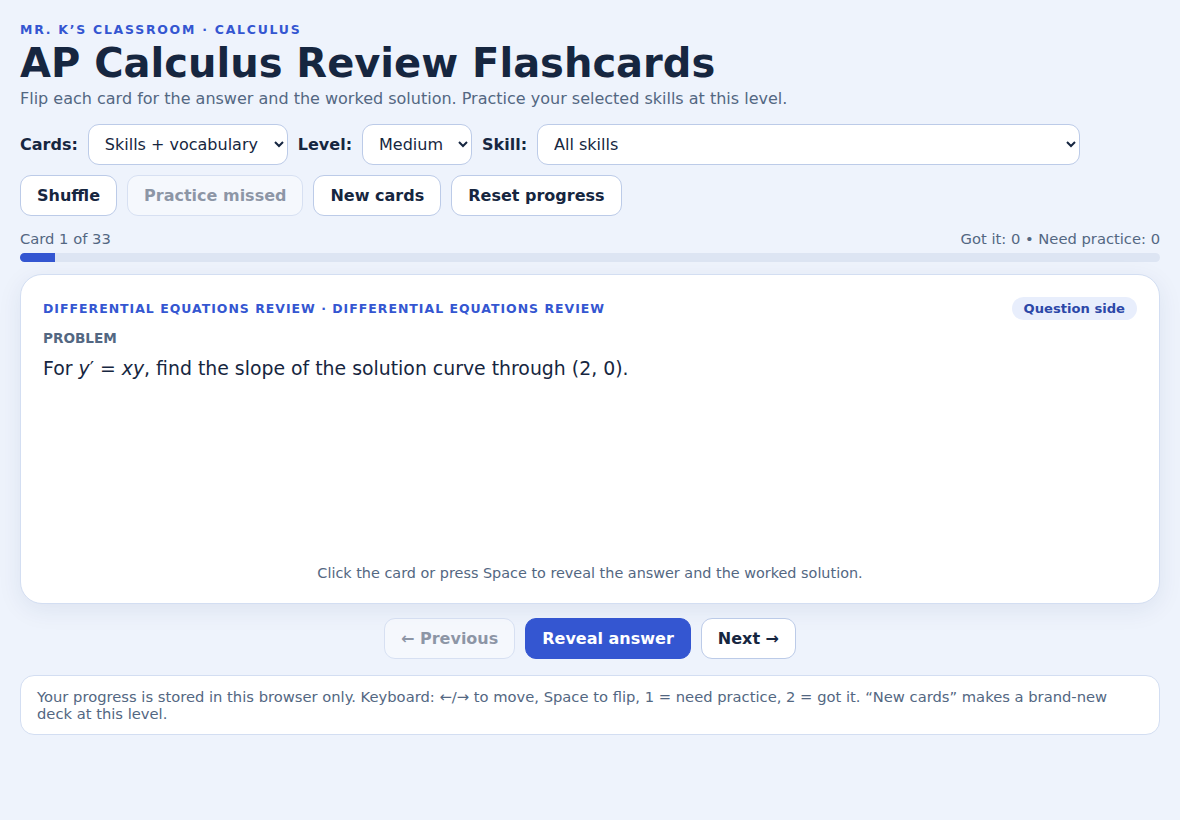 MR. K’S CLASSROOM · CALCULUS
AP Calculus Review Flashcards
Flip each card for the answer and the worked solution. Practice your selected skills at this level.
Cards: Skills + vocabulary Level: Medium Skill: All skills
Shuffle Practice missed New cards Reset progress
Card 1 of 33 Got it: 0 • Need practice: 0
DIFFERENTIAL EQUATIONS REVIEW · DIFFERENTIAL EQUATIONS REVIEW Question side
PROBLEM
For y′ = xy, find the slope of the solution curve through (2, 0).
Click the card or press Space to reveal the answer and the worked solution.
← Previous Reveal answer Next →
Your progress is stored in this browser only. Keyboard: ←/→ to move, Space to flip, 1 = need practice, 2 = got it. “New cards” makes a brand-new
deck at this level.